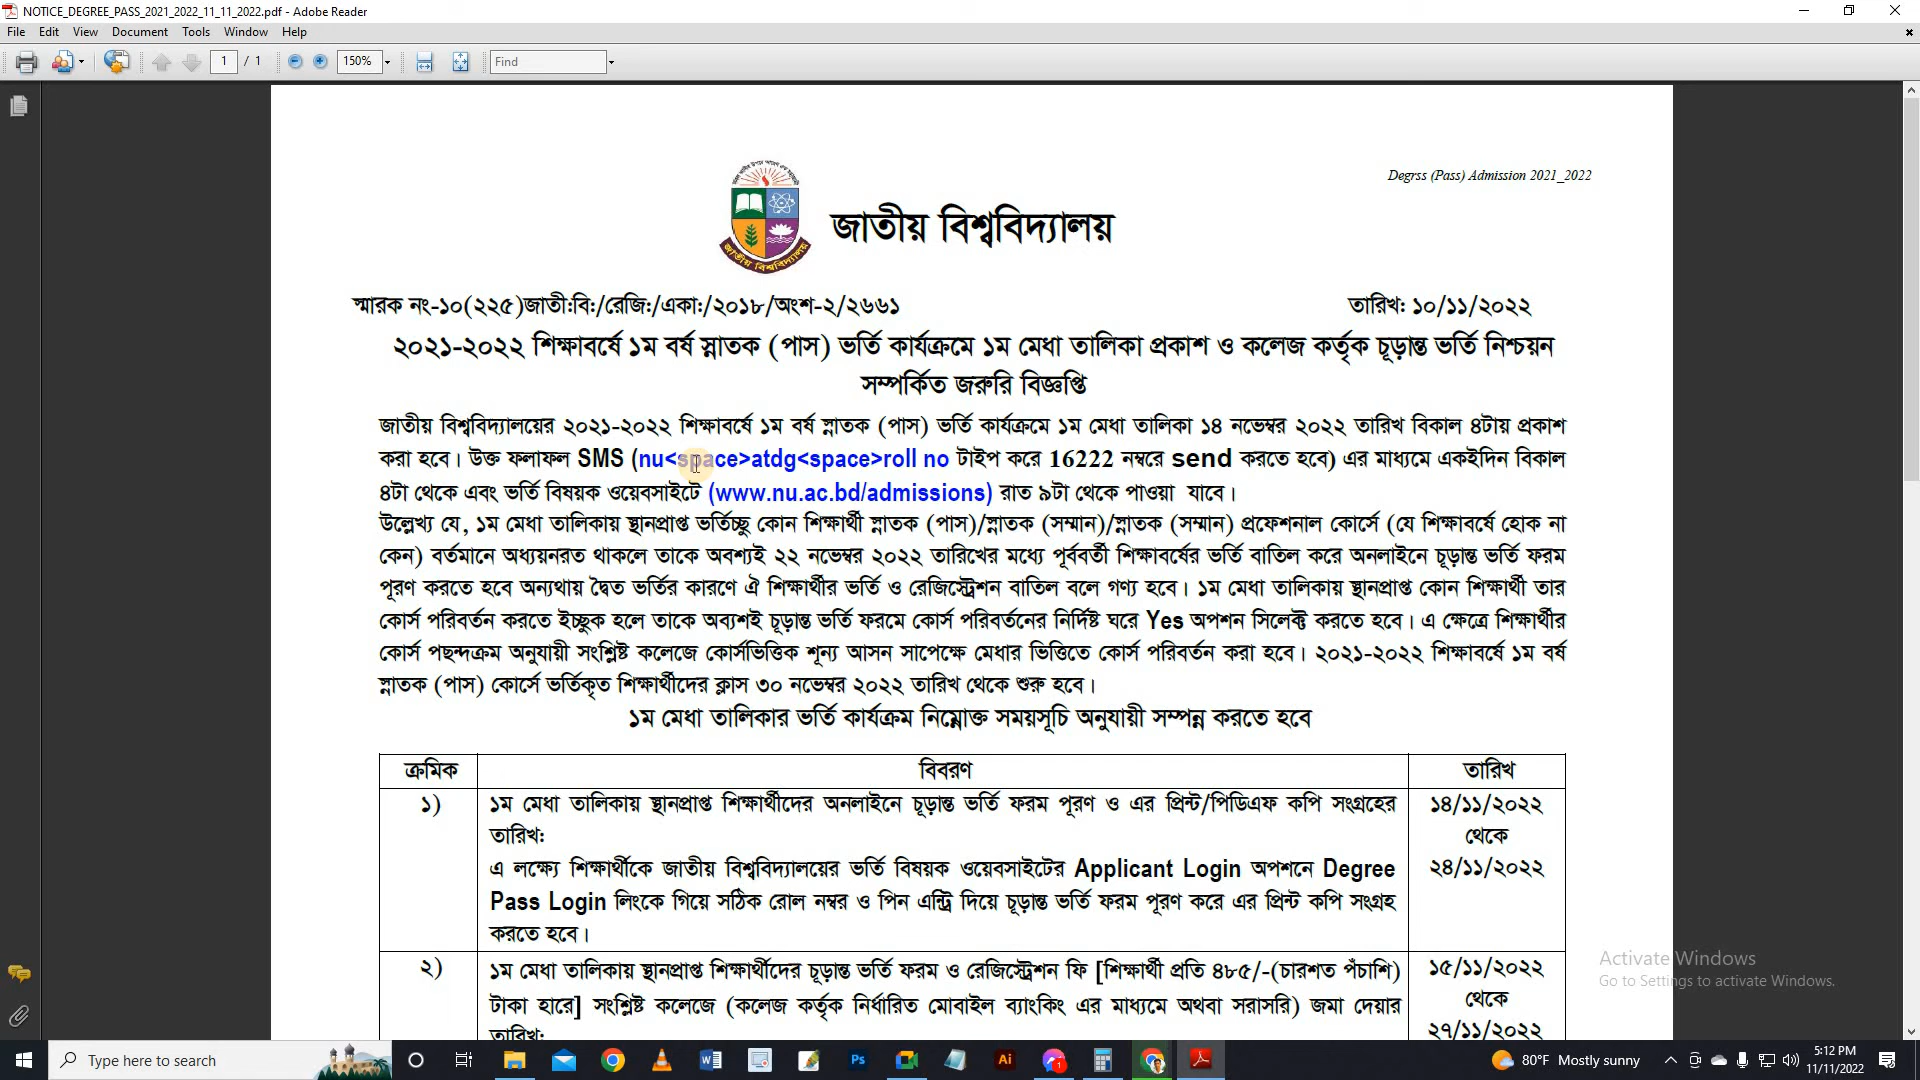 NOTICE_DEGREE_PASS_2021_2022_11_11_2022.pdf - Adobe Reader
File Edit View Document Tools Window Help
1 / 1 150% Find
Degrss (Pass) Admission 2021_2022
জাতীয় বিশ্ববিদ্যালয়
জাতীয় বিশ্ববিদ্যালয়
স্মারক নং-১০(২২৫)জাতী:বি:/রেজি:/একা:/২০১৮/অংশ-২/২৬৬১ তারিখ: ১০/১১/২০২২
২০২১-২০২২ শিক্ষাবর্ষে ১ম বর্ষ স্নাতক (পাস) ভর্তি কার্যক্রমে ১ম মেধা তালিকা প্রকাশ ও কলেজ কর্তৃক চূড়ান্ত ভর্তি নিশ্চয়ন
সম্পর্কিত জরুরি বিজ্ঞপ্তি
জাতীয় বিশ্ববিদ্যালয়ের ২০২১-২০২২ শিক্ষাবর্ষে ১ম বর্ষ স্নাতক (পাস) ভর্তি কার্যক্রমে ১ম মেধা তালিকা ১৪ নভেম্বর ২০২২ তারিখ বিকাল ৪টায় প্রকাশ
করা হবে। উক্ত ফলাফল SMS (nu<space>atdg<space>roll no টাইপ করে 16222 নম্বরে send করতে হবে) এর মাধ্যমে একইদিন বিকাল
৪টা থেকে এবং ভর্তি বিষয়ক ওয়েবসাইটে (www.nu.ac.bd/admissions) রাত ৯টা থেকে পাওয়া যাবে।
উল্লেখ্য যে, ১ম মেধা তালিকায় স্থানপ্রাপ্ত ভর্তিচ্ছু কোন শিক্ষার্থী স্নাতক (পাস)/স্নাতক (সম্মান)/স্নাতক (সম্মান) প্রফেশনাল কোর্সে (যে শিক্ষাবর্ষে হোক না
কেন) বর্তমানে অধ্যয়নরত থাকলে তাকে অবশ্যই ২২ নভেম্বর ২০২২ তারিখের মধ্যে পূর্ববর্তী শিক্ষাবর্ষের ভর্তি বাতিল করে অনলাইনে চূড়ান্ত ভর্তি ফরম
পূরণ করতে হবে অন্যথায় দ্বৈত ভর্তির কারণে ঐ শিক্ষার্থীর ভর্তি ও রেজিস্ট্রেশন বাতিল বলে গণ্য হবে। ১ম মেধা তালিকায় স্থানপ্রাপ্ত কোন শিক্ষার্থী তার
কোর্স পরিবর্তন করতে ইচ্ছুক হলে তাকে অব্যশই চূড়ান্ত ভর্তি ফরমে কোর্স পরিবর্তনের নির্দিষ্ট ঘরে Yes অপশন সিলেক্ট করতে হবে। এ ক্ষেত্রে শিক্ষার্থীর
কোর্স পছন্দক্রম অনুযায়ী সংশ্লিষ্ট কলেজে কোর্সভিত্তিক শূন্য আসন সাপেক্ষে মেধার ভিত্তিতে কোর্স পরিবর্তন করা হবে। ২০২১-২০২২ শিক্ষাবর্ষে ১ম বর্ষ
স্নাতক (পাস) কোর্সে ভর্তিকৃত শিক্ষার্থীদের ক্লাস ৩০ নভেম্বর ২০২২ তারিখ থেকে শুরু হবে।
১ম মেধা তালিকার ভর্তি কার্যক্রম নিম্নোক্ত সময়সূচি অনুযায়ী সম্পন্ন করতে হবে
ক্রমিক বিবরণ তারিখ
১) ১ম মেধা তালিকায় স্থানপ্রাপ্ত শিক্ষার্থীদের অনলাইনে চূড়ান্ত ভর্তি ফরম পূরণ ও এর প্রিন্ট/পিডিএফ কপি সংগ্রহের ১৪/১১/২০২২
তারিখ: থেকে
এ লক্ষ্যে শিক্ষার্থীকে জাতীয় বিশ্ববিদ্যালয়ের ভর্তি বিষয়ক ওয়েবসাইটের Applicant Login অপশনে Degree ২৪/১১/২০২২
Pass Login লিংকে গিয়ে সঠিক রোল নম্বর ও পিন এন্ট্রি দিয়ে চূড়ান্ত ভর্তি ফরম পূরণ করে এর প্রিন্ট কপি সংগ্রহ
করতে হবে।
২) ১ম মেধা তালিকায় স্থানপ্রাপ্ত শিক্ষার্থীদের চূড়ান্ত ভর্তি ফরম ও রেজিস্ট্রেশন ফি [শিক্ষার্থী প্রতি ৪৮৫/-(চারশত পঁচাশি) ১৫/১১/২০২২
টাকা হারে] সংশ্লিষ্ট কলেজে (কলেজ কর্তৃক নির্ধারিত মোবাইল ব্যাংকিং এর মাধ্যমে অথবা সরাসরি) জমা দেয়ার থেকে
তারিখ: ২৭/১১/২০২২
Activate Windows
Go to Settings to activate Windows.
Type here to search 80°F Mostly sunny 5:12 PM
11/11/2022